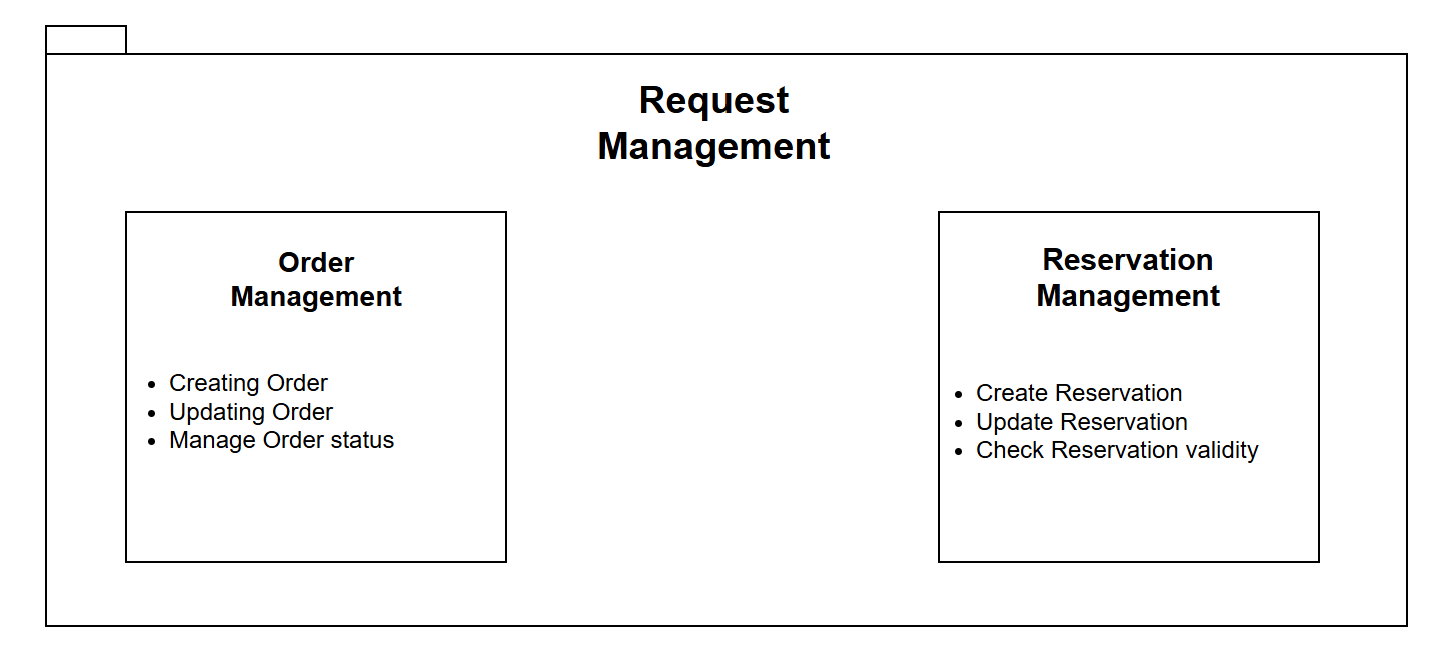 Request
Management
Order
Management
• Creating Order
• Updating Order
• Manage Order status
Reservation
Management
• Create Reservation
• Update Reservation
• Check Reservation validity